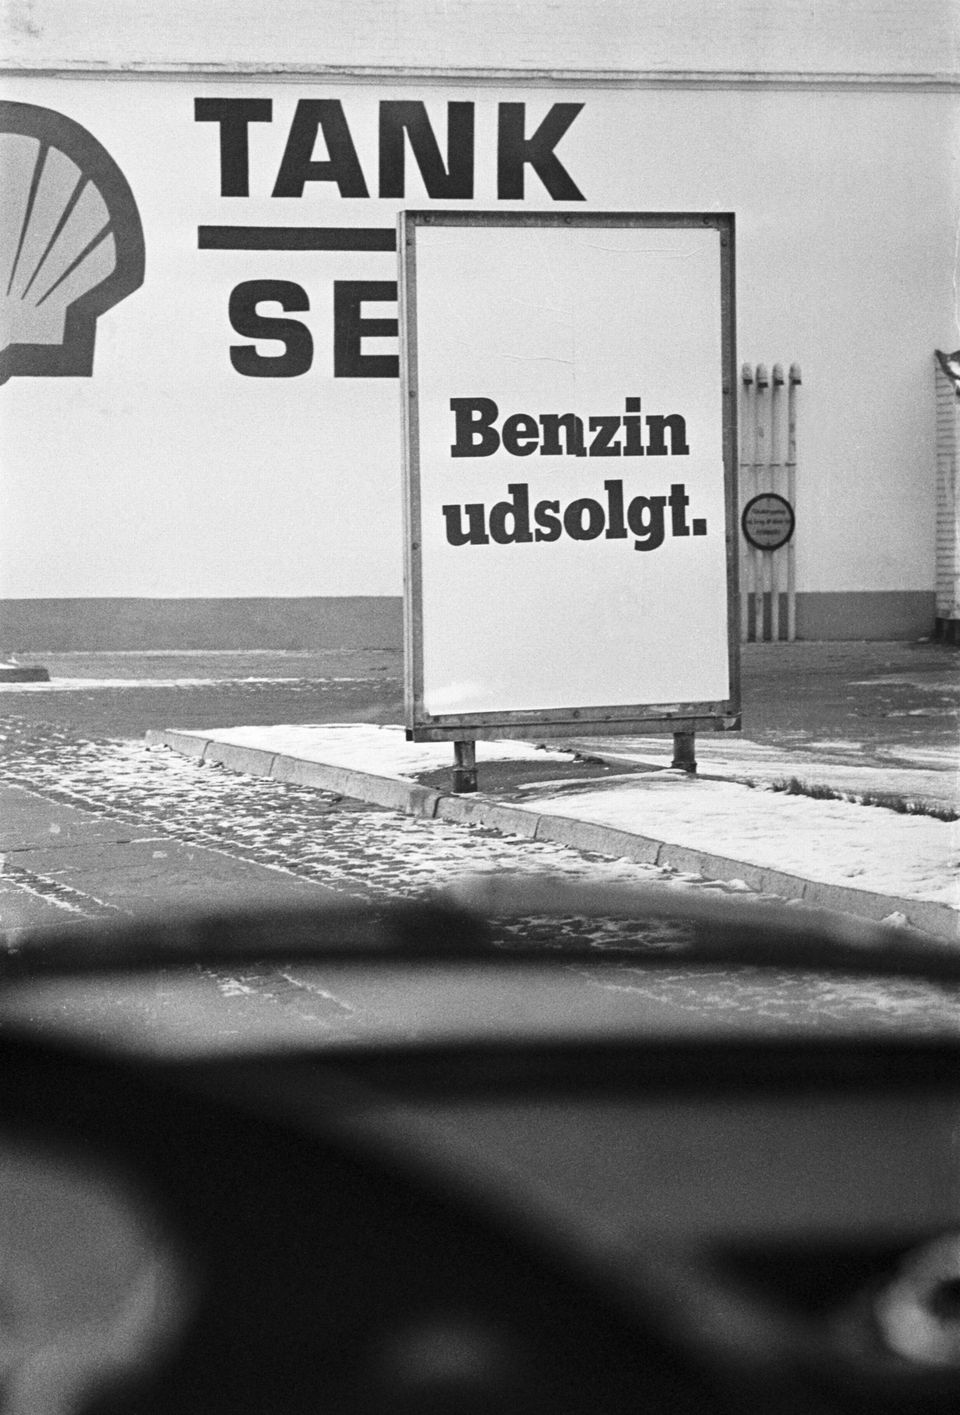 TANK
SE
Benzin
udsolgt.